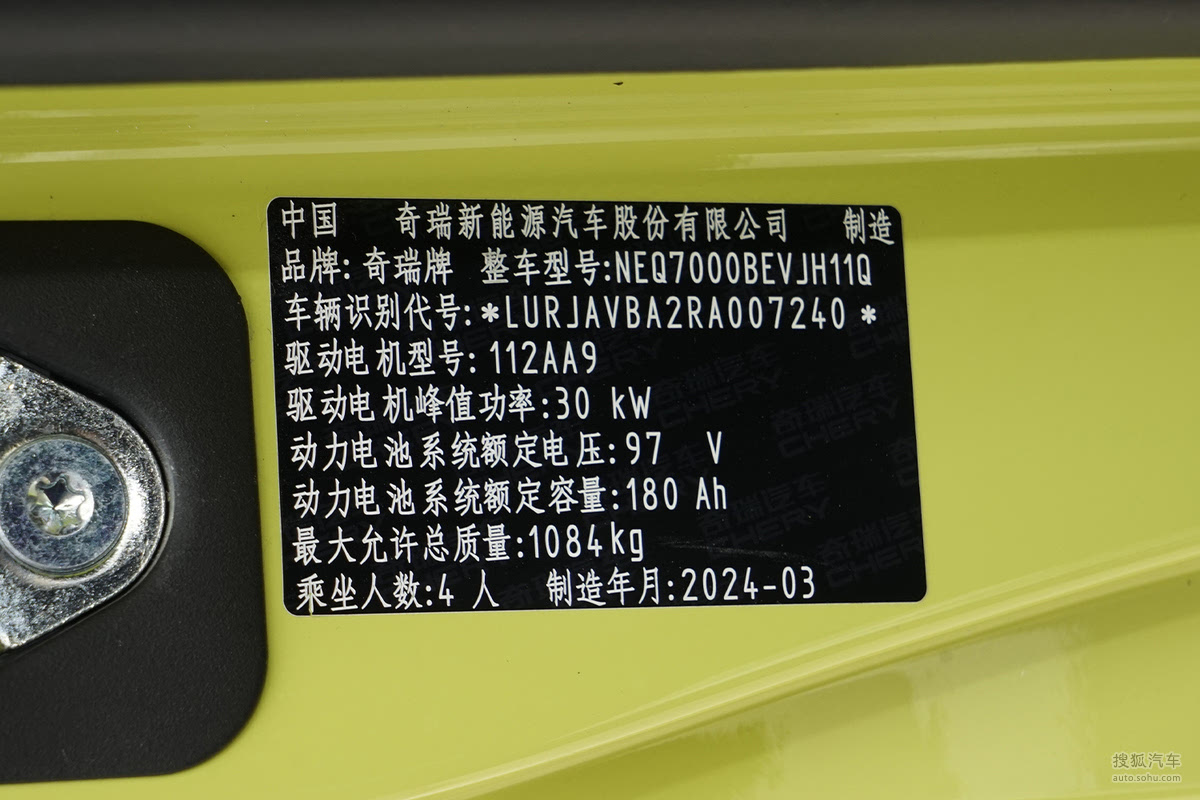 中国 奇瑞新能源汽车股份有限公司 制造
品牌: 奇瑞牌 整车型号:NEQ7000BEVJH11Q
车辆识别代号:*LURJAVBA2RA007240*
驱动电机型号: 112AA9
驱动电机峰值功率:30 kW
动力电池系统额定电压:97 V
动力电池系统额定容量:180 Ah
最大允许总质量:1084kg
乘坐人数:4 人 制造年月:2024-03
搜狐汽车
auto.sohu.com